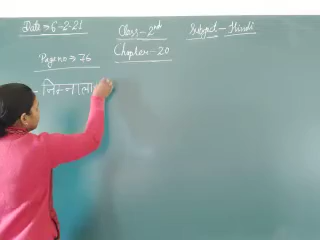 Date → 6-2-21 Class - 2nd Subject - Hindi
Page no → 76 Chapter - 20
- निम्नाला